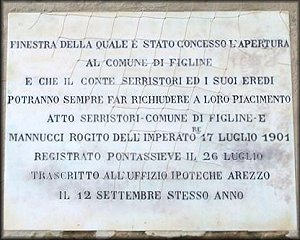 FINESTRA DELLA QUALE È STATO CONCESSO L'APERTURA
AL COMUNE DI FIGLINE
E CHE IL CONTE SERRISTORI ED I SUOI EREDI
POTRANNO SEMPRE FAR RICHIUDERE A LORO PIACIMENTO
ATTO SERRISTORI-COMUNE DI FIGLINE-E
MANNUCCI ROGITO DELL'IMPERATORE 17 LUGLIO 1901
REGISTRATO PONTASSIEVE IL 26 LUGLIO
TRASCRITTO ALL'UFFIZIO IPOTECHE AREZZO
IL 12 SETTEMBRE STESSO ANNO